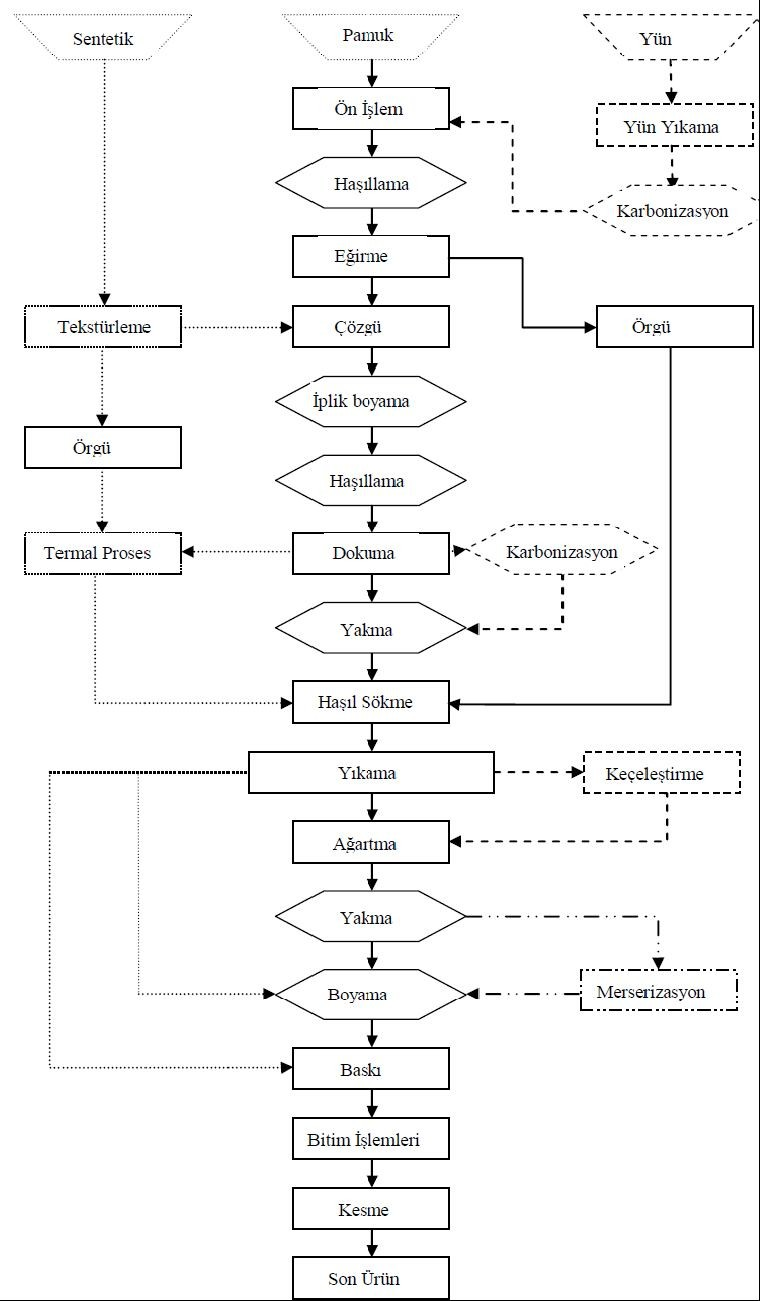 Sentetik
Pamuk
Yün
Ön İşlem
Yün Yıkama
Haşıllama
Karbonizasyon
Eğirme
Tekstürleme
Çözgü
Örgü
İplik boyama
Örgü
Haşıllama
Termal Proses
Dokuma
Karbonizasyon
Yakma
Haşıl Sökme
Yıkama
Keçeleştirme
Ağartma
Yakma
Boyama
Merserizasyon
Baskı
Bitim İşlemleri
Kesme
Son Ürün